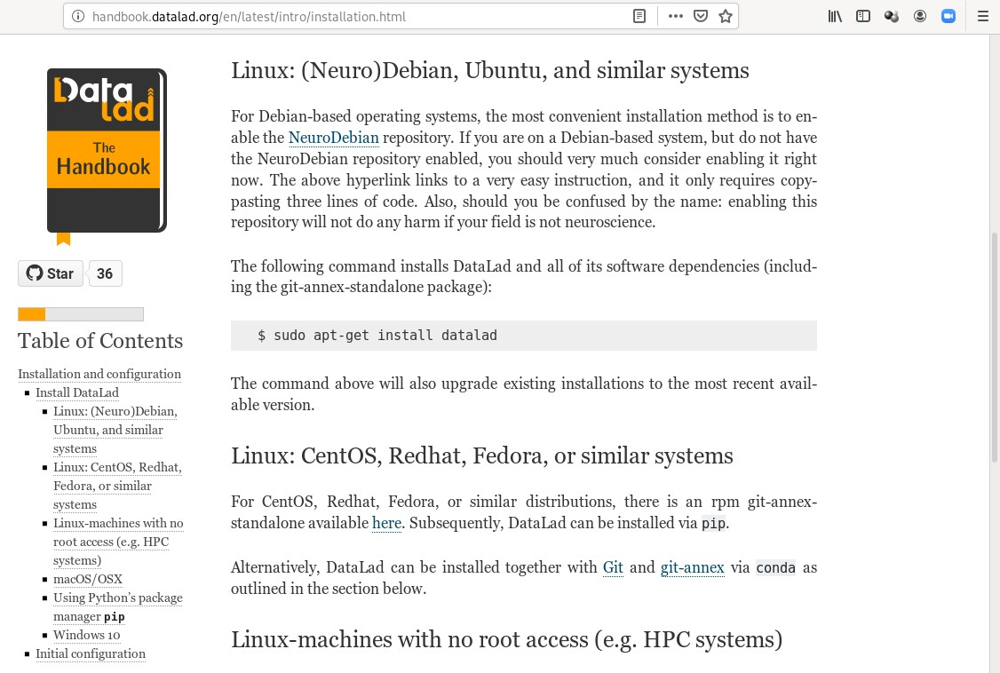 handbook.datalad.org/en/latest/intro/installation.html
Data
lad
The
Handbook
Star
36
Table of Contents
Installation and configuration
Install DataLad
Linux: (Neuro)Debian,
Ubuntu, and similar
systems
Linux: CentOS, Redhat,
Fedora, or similar
systems
Linux-machines with no
root access (e.g. HPC
systems)
macOS/OSX
Using Python's package
manager pip
Windows 10
Initial configuration
Linux: (Neuro)Debian, Ubuntu, and similar systems
For Debian-based operating systems, the most convenient installation method is to en-
able the NeuroDebian repository. If you are on a Debian-based system, but do not have
the NeuroDebian repository enabled, you should very much consider enabling it right
now. The above hyperlink links to a very easy instruction, and it only requires copy-
pasting three lines of code. Also, should you be confused by the name: enabling this
repository will not do any harm if your field is not neuroscience.
The following command installs DataLad and all of its software dependencies (includ-
ing the git-annex-standalone package):
$ sudo apt-get install datalad
The command above will also upgrade existing installations to the most recent avail-
able version.
Linux: CentOS, Redhat, Fedora, or similar systems
For CentOS, Redhat, Fedora, or similar distributions, there is an rpm git-annex-
standalone available here. Subsequently, DataLad can be installed via pip.
Alternatively, DataLad can be installed together with Git and git-annex via conda as
outlined in the section below.
Linux-machines with no root access (e.g. HPC systems)